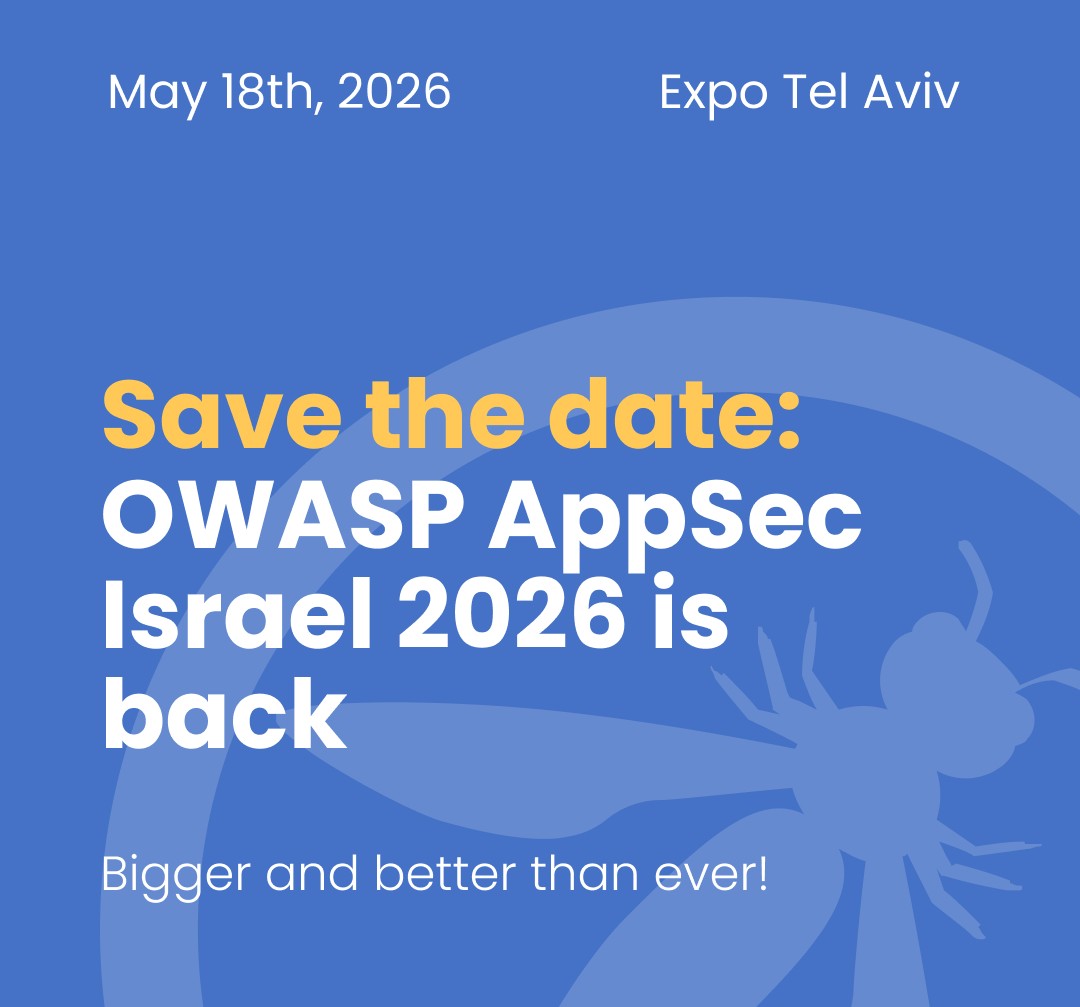 May 18th, 2026
Expo Tel Aviv
Save the date:
OWASP AppSec
Israel 2026 is
back
Bigger and better than ever!